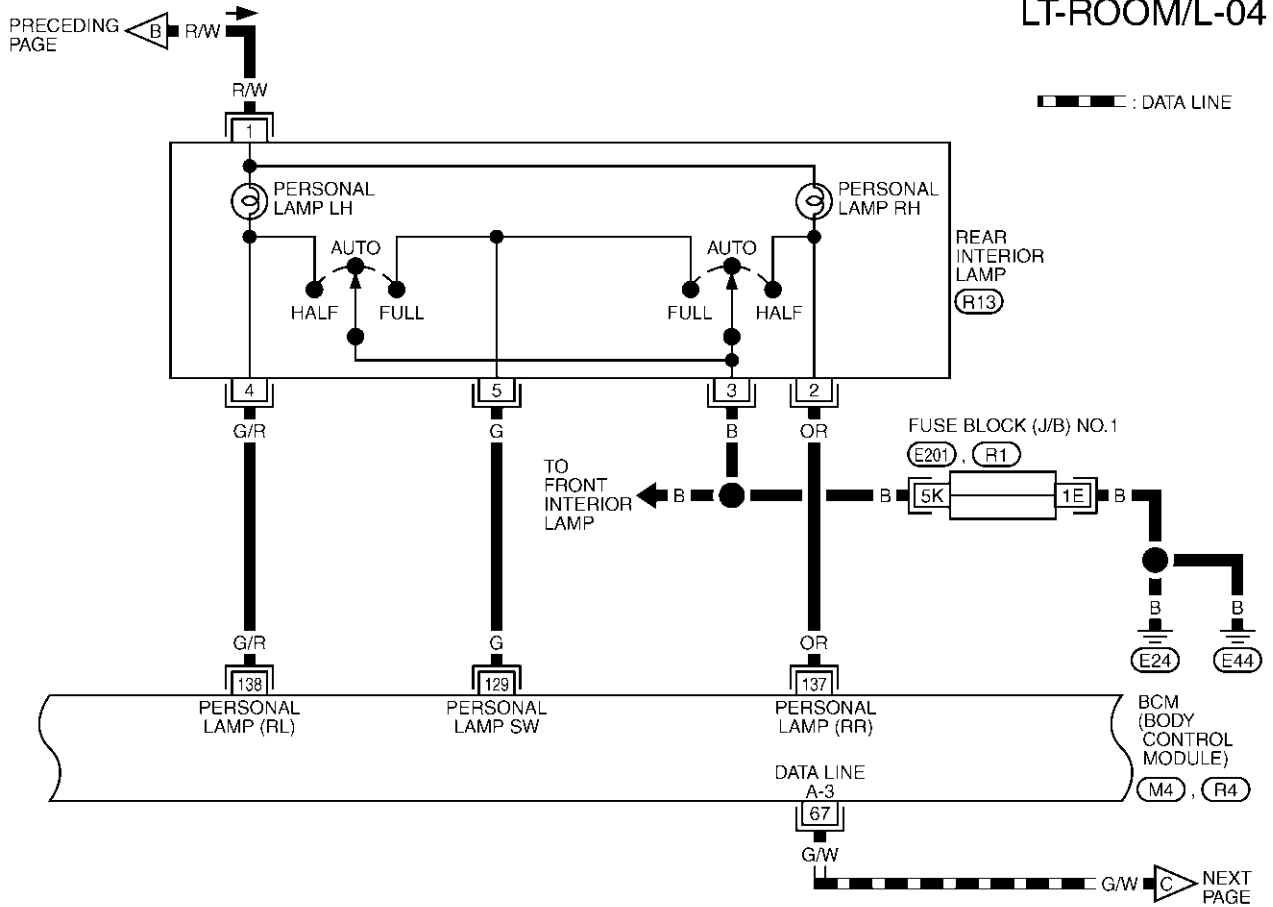 LT-ROOM/L-04
PRECEDING
PAGE
B
R/W
R/W
: DATA LINE
1
PERSONAL
LAMP LH
PERSONAL
LAMP RH
AUTO
HALF
FULL
AUTO
FULL
HALF
REAR
INTERIOR
LAMP
R13
4
5
3
2
G/R
G
B
OR
FUSE BLOCK (J/B) NO.1
E201 , R1
TO
FRONT
INTERIOR
LAMP
B
B
5K
1E
B
B
B
E24
E44
G/R
G
OR
138
129
137
PERSONAL
LAMP (RL)
PERSONAL
LAMP SW
PERSONAL
LAMP (RR)
BCM
(BODY
CONTROL
MODULE)
M4 , R4
DATA LINE
A-3
67
G/W
G/W
C
NEXT
PAGE